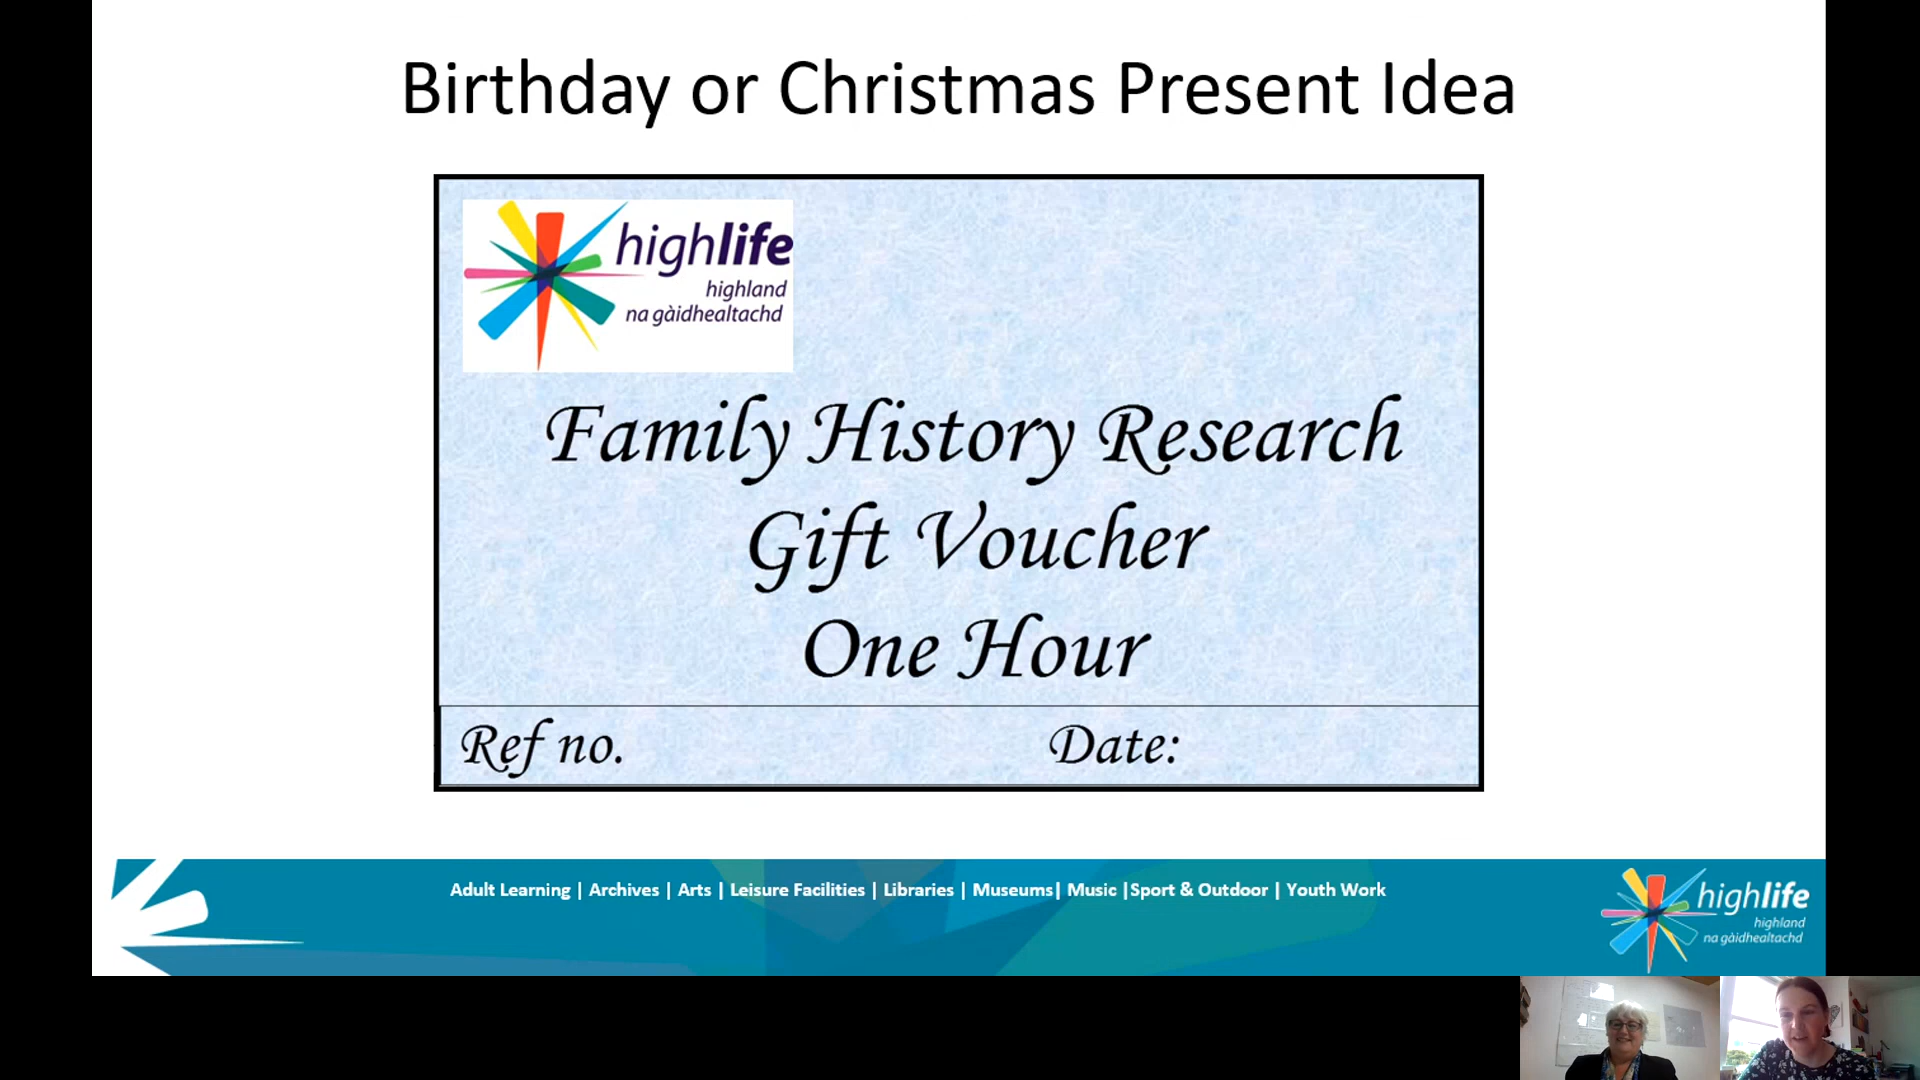 Birthday or Christmas Present Idea
highlife
highland
na gàidhealtachd
Family History Research
Gift Voucher
One Hour
Ref no.
Date:
Adult Learning | Archives | Arts | Leisure Facilities | Libraries | Museums| Music |Sport & Outdoor | Youth Work
highlife
highland
na gàidhealtachd